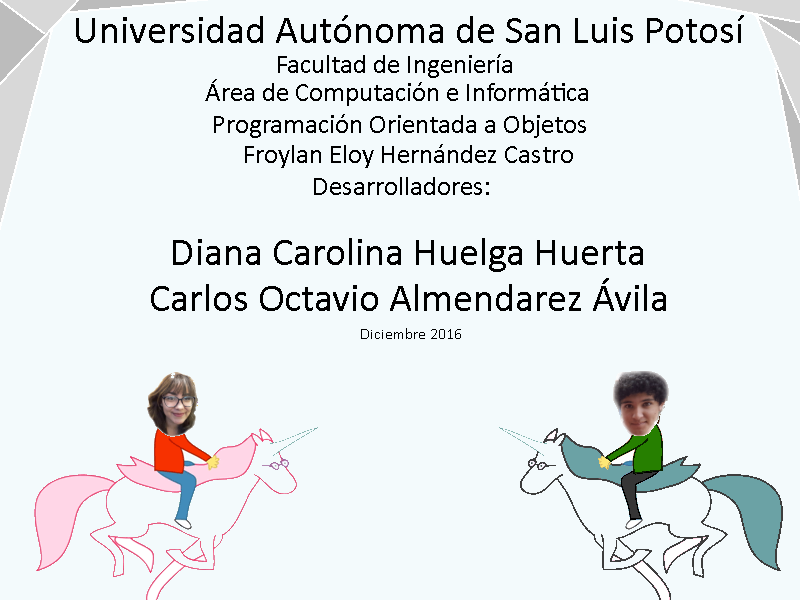 Universidad Autónoma de San Luis Potosí
Facultad de Ingeniería
Área de Computación e Informática
Programación Orientada a Objetos
Froylan Eloy Hernández Castro
Desarrolladores:
Diana Carolina Huelga Huerta
Carlos Octavio Almendarez Ávila
Diciembre 2016